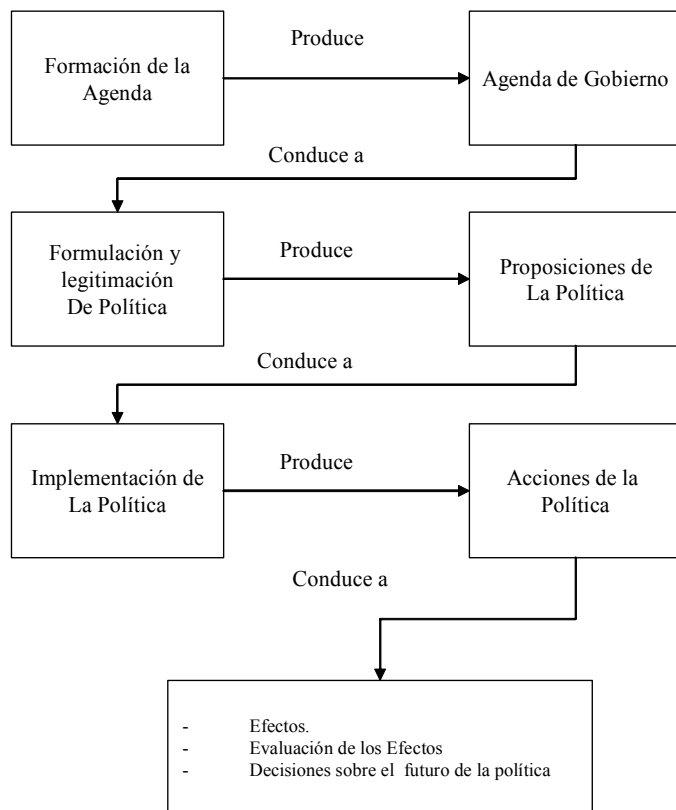 Produce
Formación de la
Agenda
Agenda de Gobierno
Conduce a
Formulación y
legitimación
De Política
Produce
Proposiciones de
La Política
Conduce a
Implementación de
La Política
Produce
Acciones de la
Política
Conduce a
- Efectos.
- Evaluación de los Efectos
- Decisiones sobre el futuro de la política